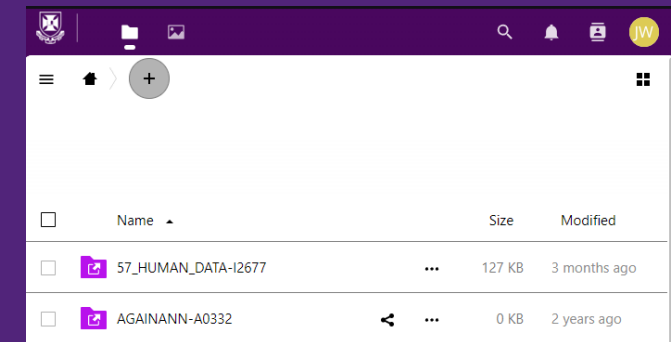 JW
Name Size Modified
57_HUMAN_DATA-I2677 127 KB 3 months ago
AGAINANN-A0332 0 KB 2 years ago